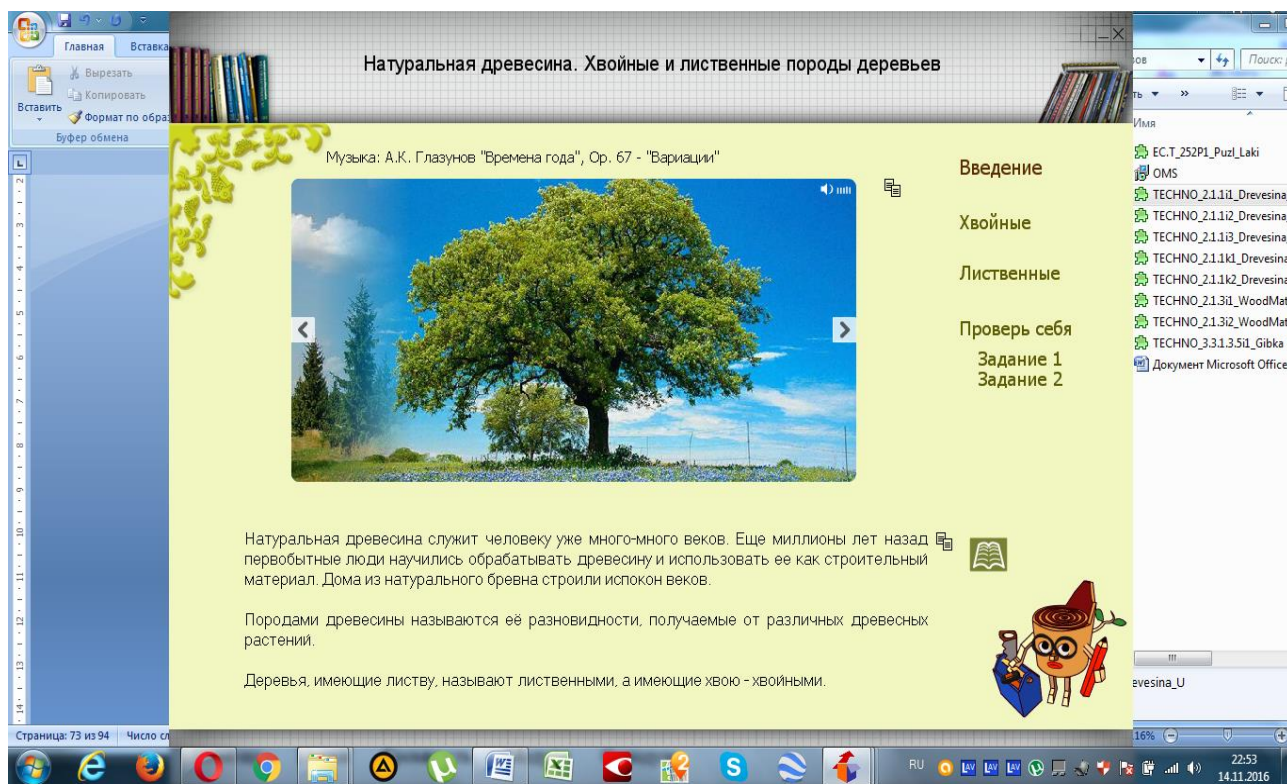 Главная Вставка
Вырезать
Копировать
Вставить
Формат по обра
Буфер обмена
Натуральная древесина. Хвойные и лиственные породы деревьев
Музыка: А.К. Глазунов "Времена года", Ор. 67 - "Вариации"
Введение
Хвойные
Лиственные
Проверь себя
Задание 1
Задание 2
Натуральная древесина служит человеку уже много-много веков. Еще миллионы лет назад
первобытные люди научились обрабатывать древесину и использовать ее как строительный
материал. Дома из натурального бревна строили испокон веков.
Породами древесины называются её разновидности, получаемые от различных древесных
растений.
Деревья, имеющие листву, называют лиственными, а имеющие хвою - хвойными.
Поиск:
Имя
EC.T_252P1_Puzl_Laki
OMS
TECHNO_2.1.1i1_Drevesina
TECHNO_2.1.1i2_Drevesina
TECHNO_2.1.1i3_Drevesina
TECHNO_2.1.1k1_Drevesina
TECHNO_2.1.1k2_Drevesina
TECHNO_2.1.3i1_WoodMat
TECHNO_2.1.3i2_WoodMat
TECHNO_3.3.1.3.5i1_Gibka
Документ Microsoft Office
evesina_U
Страница: 73 из 94 Число сл
16%
RU
22:53
14.11.2016